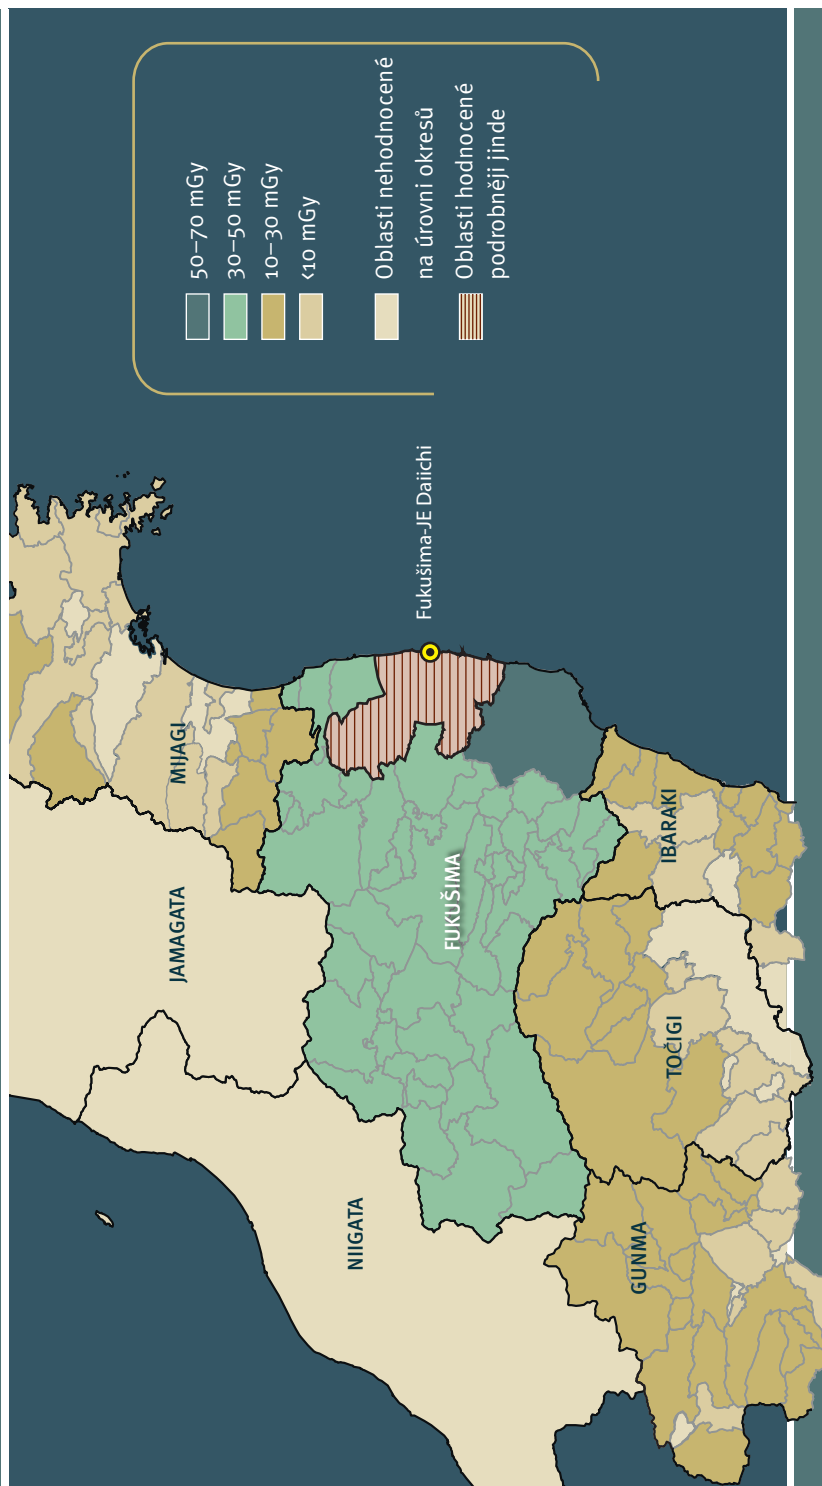 50–70 mGy
30–50 mGy
10–30 mGy
<10 mGy
Oblasti nehodnocené
na úrovni okresů
Oblasti hodnocené
podrobněji jinde
Fukušima-JE Daiichi
MIJAGI
JAMAGATA
FUKUŠIMA
IBARAKI
TOČIGI
NIIGATA
GUNMA